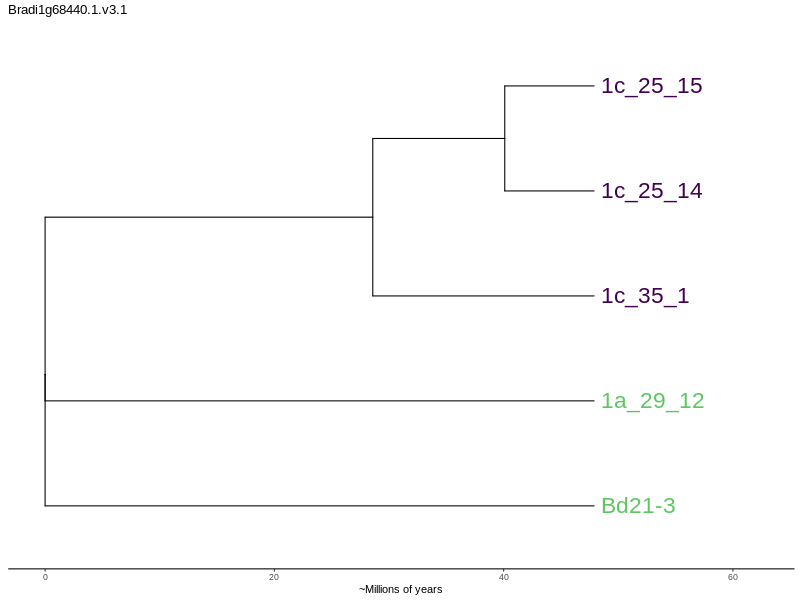 Bradi1g68440.1.v3.1
1c_25_15
1c_25_14
1c_35_1
1a_29_12
Bd21-3
0 20 40 60
~Millions of years